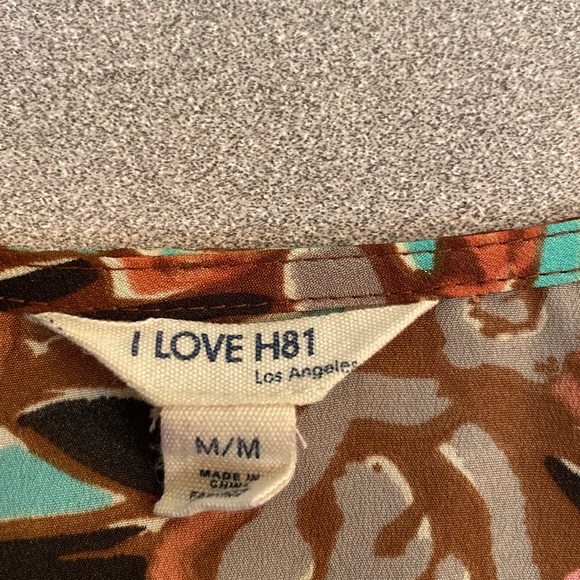 I LOVE H81
Los Angeles
M/M
MADE IN
CHINA